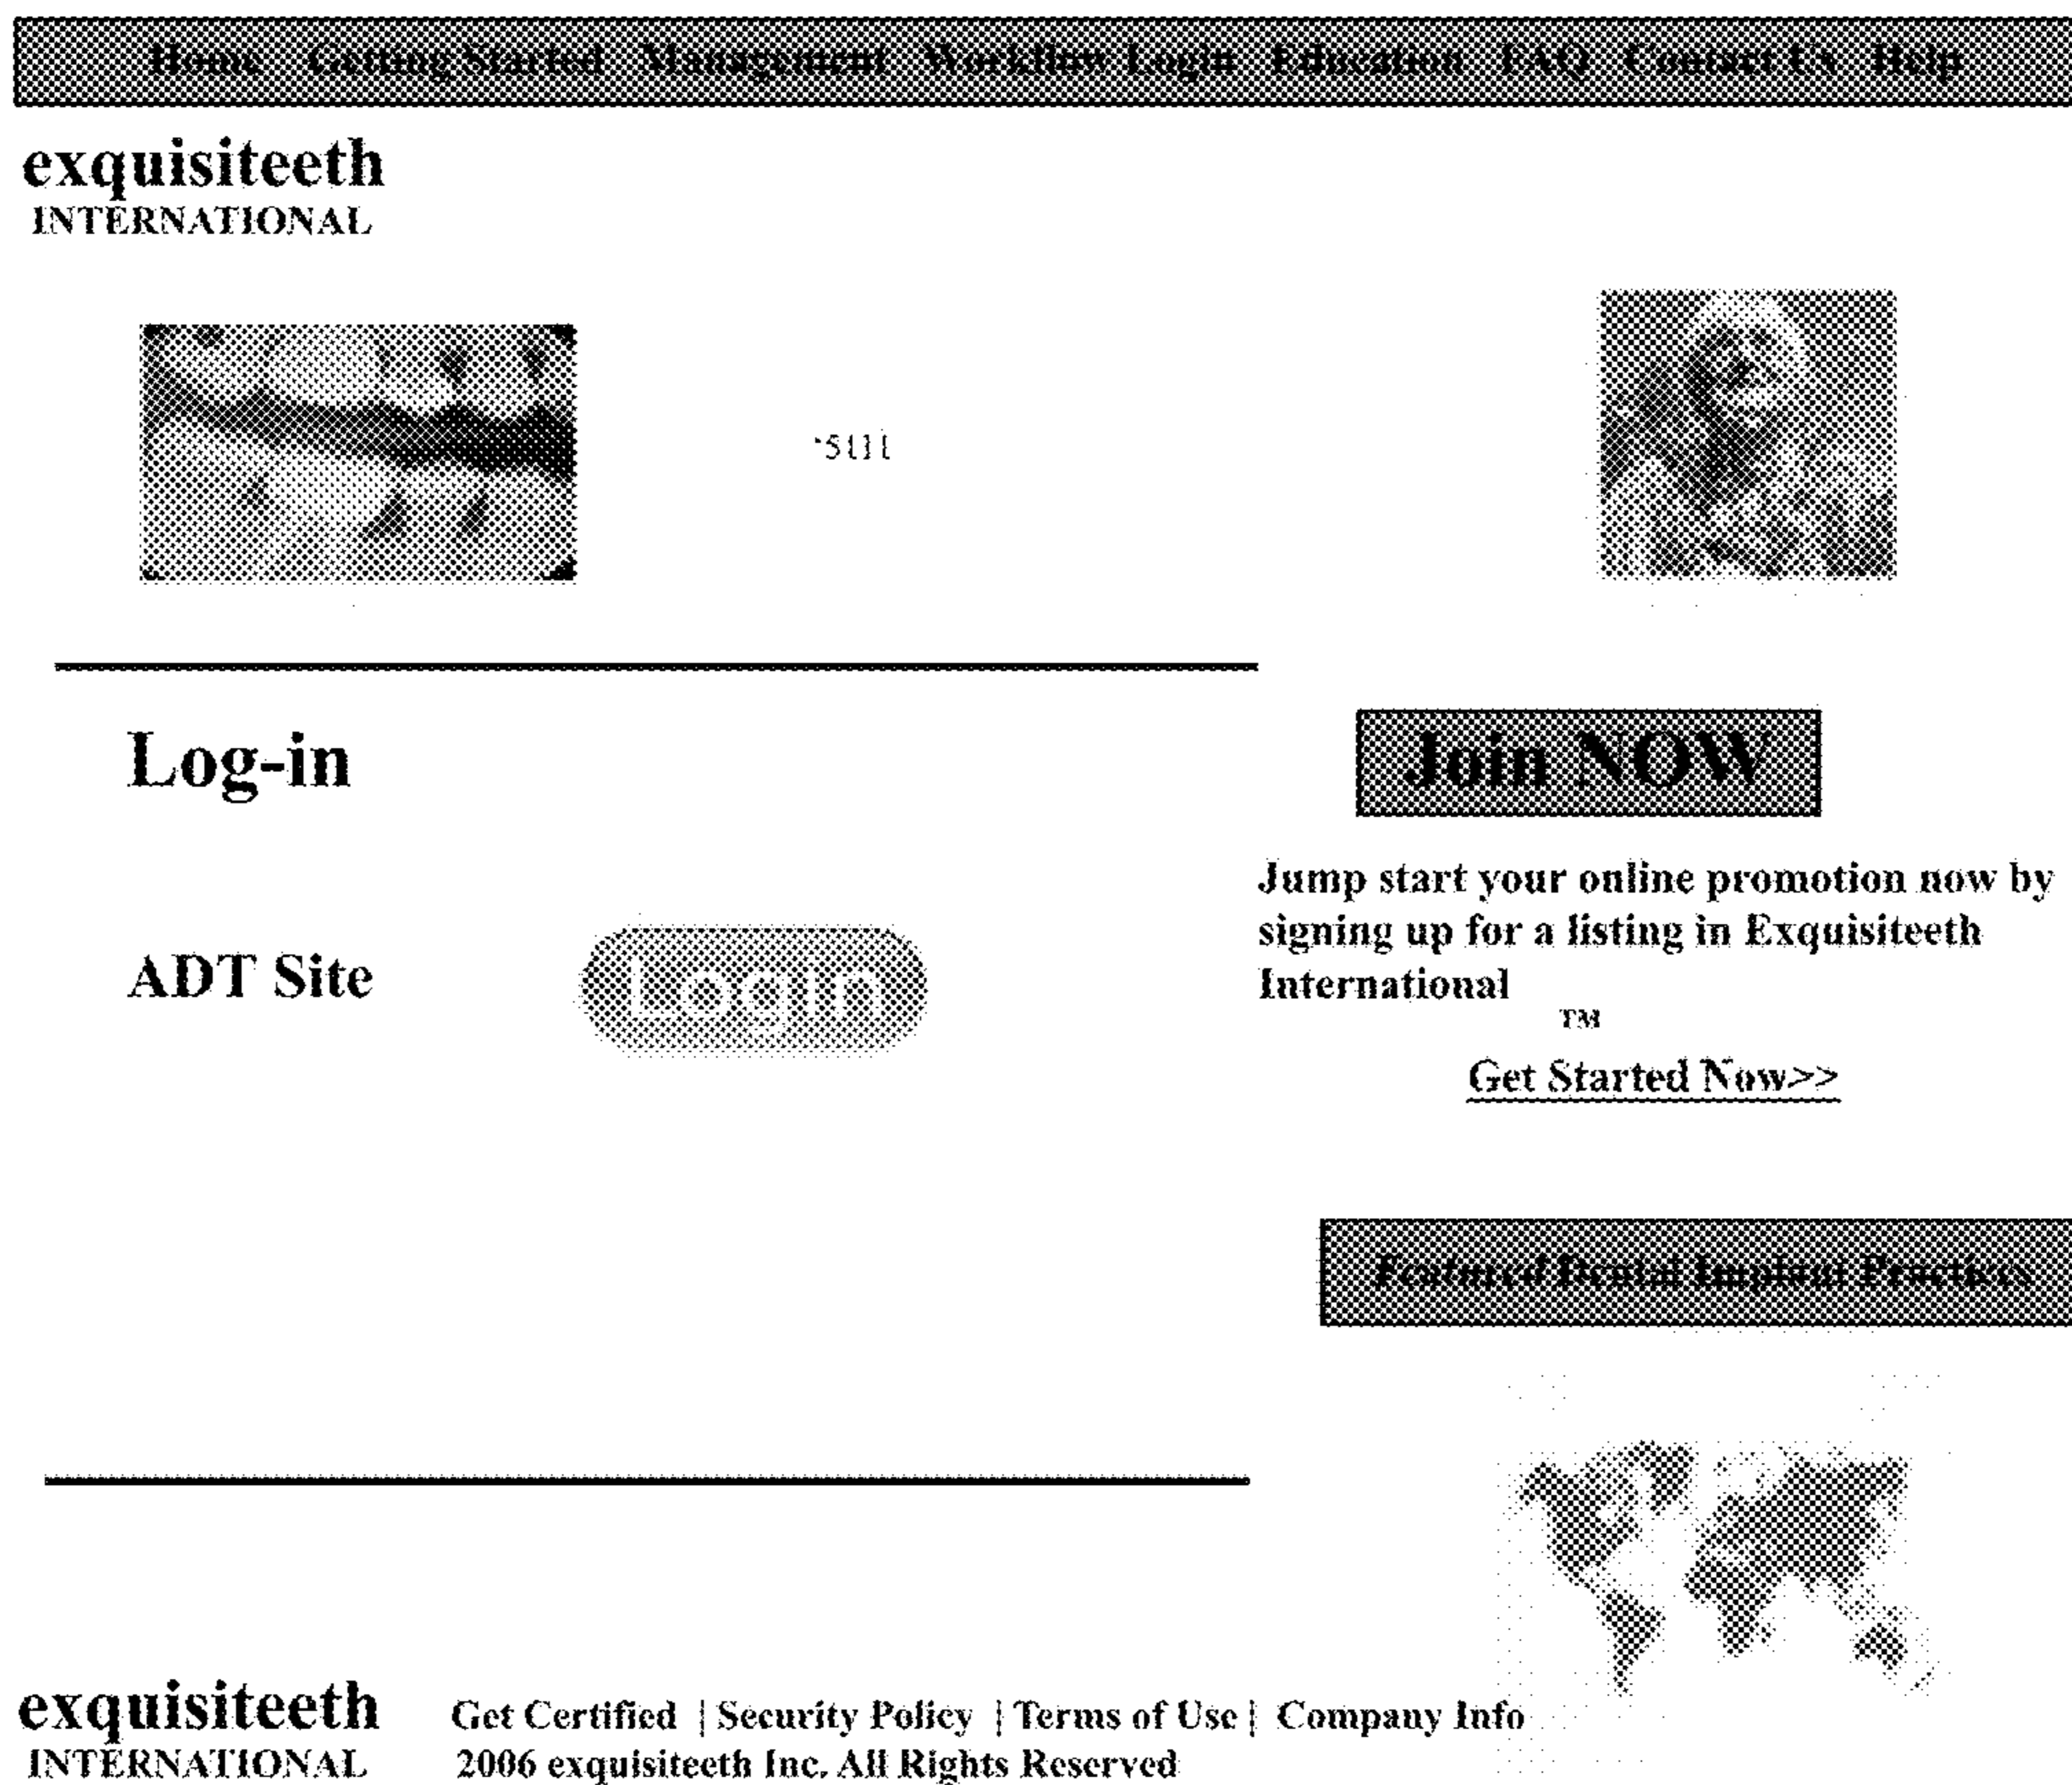 Home Getting Started Management Workflow Login Education FAQ Contact Us Help
exquisiteeth
INTERNATIONAL
Log-in
Join NOW
Jump start your online promotion now by
signing up for a listing in Exquisiteeth
International
TM
ADT Site
Login
Get Started Now>>
Featured Dental Implant Practices
exquisiteeth
INTERNATIONAL
Get Certified | Security Policy | Terms of Use | Company Info
2006 exquisiteeth Inc. All Rights Reserved